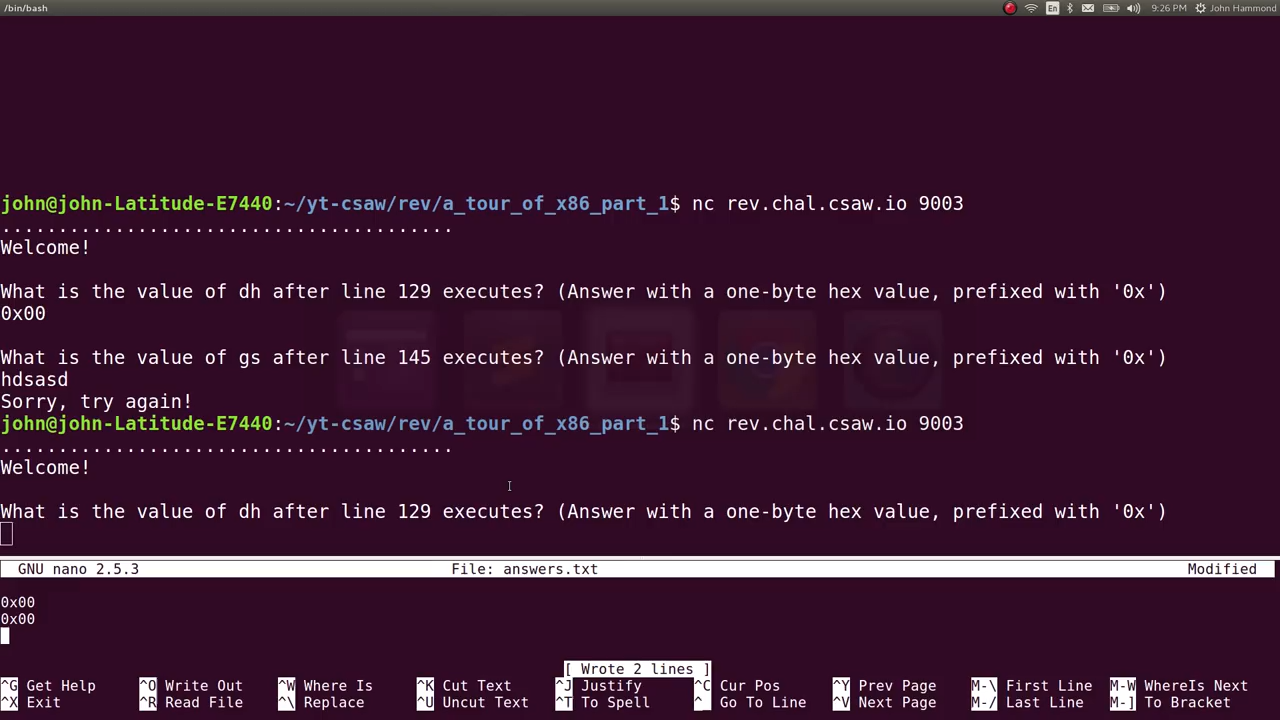 /bin/bash
En
9:26 PM
John Hammond
john@john-Latitude-E7440:~/yt-csaw/rev/a_tour_of_x86_part_1$ nc rev.chal.csaw.io 9003
........................................
Welcome!
What is the value of dh after line 129 executes? (Answer with a one-byte hex value, prefixed with '0x')
0x00
What is the value of gs after line 145 executes? (Answer with a one-byte hex value, prefixed with '0x')
hdsasd
Sorry, try again!
john@john-Latitude-E7440:~/yt-csaw/rev/a_tour_of_x86_part_1$ nc rev.chal.csaw.io 9003
........................................
Welcome!
What is the value of dh after line 129 executes? (Answer with a one-byte hex value, prefixed with '0x')
GNU nano 2.5.3 File: answers.txt Modified
0x00
0x00
[ Wrote 2 lines ]
^G Get Help ^O Write Out ^W Where Is ^K Cut Text ^J Justify ^C Cur Pos ^Y Prev Page M-\ First Line M-W WhereIs Next
^X Exit ^R Read File ^\ Replace ^U Uncut Text ^T To Spell ^_ Go To Line ^V Next Page M-/ Last Line M-] To Bracket